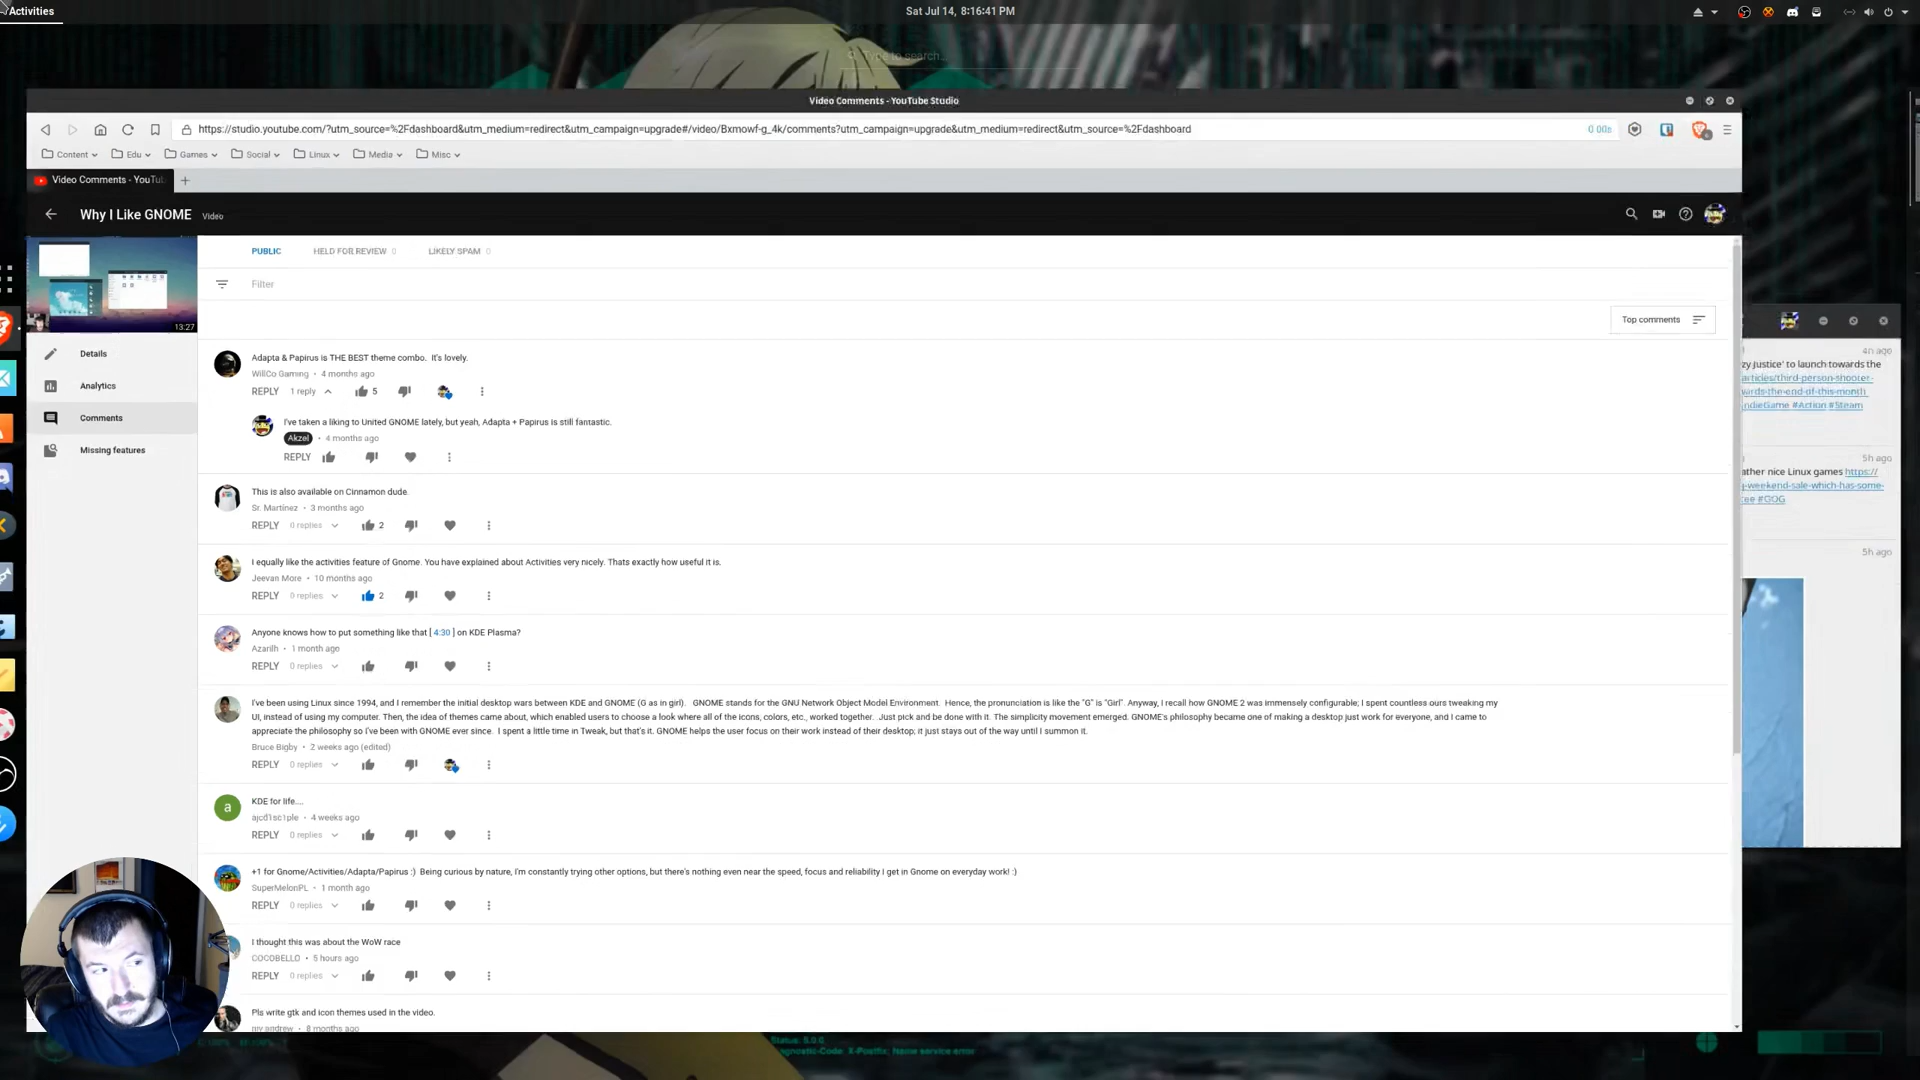 Activities
Sat Jul 14, 8:16:41 PM
Type to search...
Video Comments - YouTube Studio
https://studio.youtube.com/?utm_source=%2Fdashboard&utm_medium=redirect&utm_campaign=upgrade#/video/Bxmowf-g_4k/comments?utm_campaign=upgrade&utm_medium=redirect&utm_source=%2Fdashboard
0.00s
Content Edu Games Social Linux Media Misc
Video Comments - YouTub
Why I Like GNOME Video
13:27
Details
Analytics
Comments
Missing features
PUBLIC HELD FOR REVIEW 0 LIKELY SPAM 0
Filter
Top comments
Adapta & Papirus is THE BEST theme combo. It's lovely.
WillCo Gaming • 4 months ago
REPLY 1 reply 5
I've taken a liking to United GNOME lately, but yeah, Adapta + Papirus is still fantastic.
Akzel • 4 months ago
REPLY
This is also available on Cinnamon dude.
Sr. Martínez • 3 months ago
REPLY 0 replies 2
I equally like the activities feature of Gnome. You have explained about Activities very nicely. Thats exactly how useful it is.
Jeevan More • 10 months ago
REPLY 0 replies 2
Anyone knows how to put something like that [ 4:30 ] on KDE Plasma?
Azarilh • 1 month ago
REPLY 0 replies
I've been using Linux since 1994, and I remember the initial desktop wars between KDE and GNOME (G as in girl). GNOME stands for the GNU Network Object Model Environment. Hence, the pronunciation is like the "G" is "Girl". Anyway, I recall how GNOME 2 was immensely configurable; I spent countless ours tweaking my
UI, instead of using my computer. Then, the idea of themes came about, which enabled users to choose a look where all of the icons, colors, etc., worked together. Just pick and be done with it. The simplicity movement emerged. GNOME's philosophy became one of making a desktop just work for everyone, and I came to
appreciate the philosophy so I've been with GNOME ever since. I spent a little time in Tweak, but that's it. GNOME helps the user focus on their work instead of their desktop; it just stays out of the way until I summon it.
Bruce Bigby • 2 weeks ago (edited)
REPLY 0 replies
KDE for life....
4 weeks ago
REPLY 0 replies
+1 for Gnome/Activities/Adapta/Papirus :) Being curious by nature, I'm constantly trying other options, but there's nothing even near the speed, focus and reliability I get in Gnome on everyday work! :)
SuperMelonPL • 1 month ago
REPLY 0 replies
I thought this was about the WoW race
COCOBELLO • 5 hours ago
REPLY 0 replies
Pls write gtk and icon themes used in the video.
8 months ago
4h ago
zy Justice' to launch towards the
articles/third-person-shooter-
wards-the-end-of-this-month
ndieGame #Action #Steam
5h ago
ather nice Linux games https://
-weekend-sale-which-has-some-
#GOG
5h ago
Status: 5.0.0
agnostic-Code: X-Postfix; Name service error